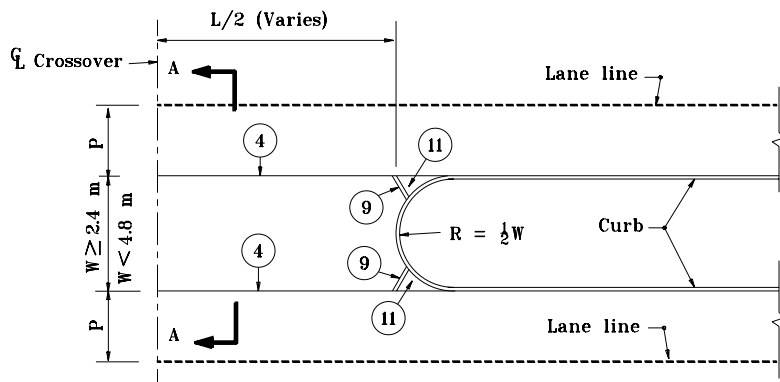 L/2 (Varies)
℄ Crossover
A
Lane line
P
4
11
9
W ≥ 2.4 m
W < 4.8 m
R = ½W
Curb
4
9
11
P
A
Lane line